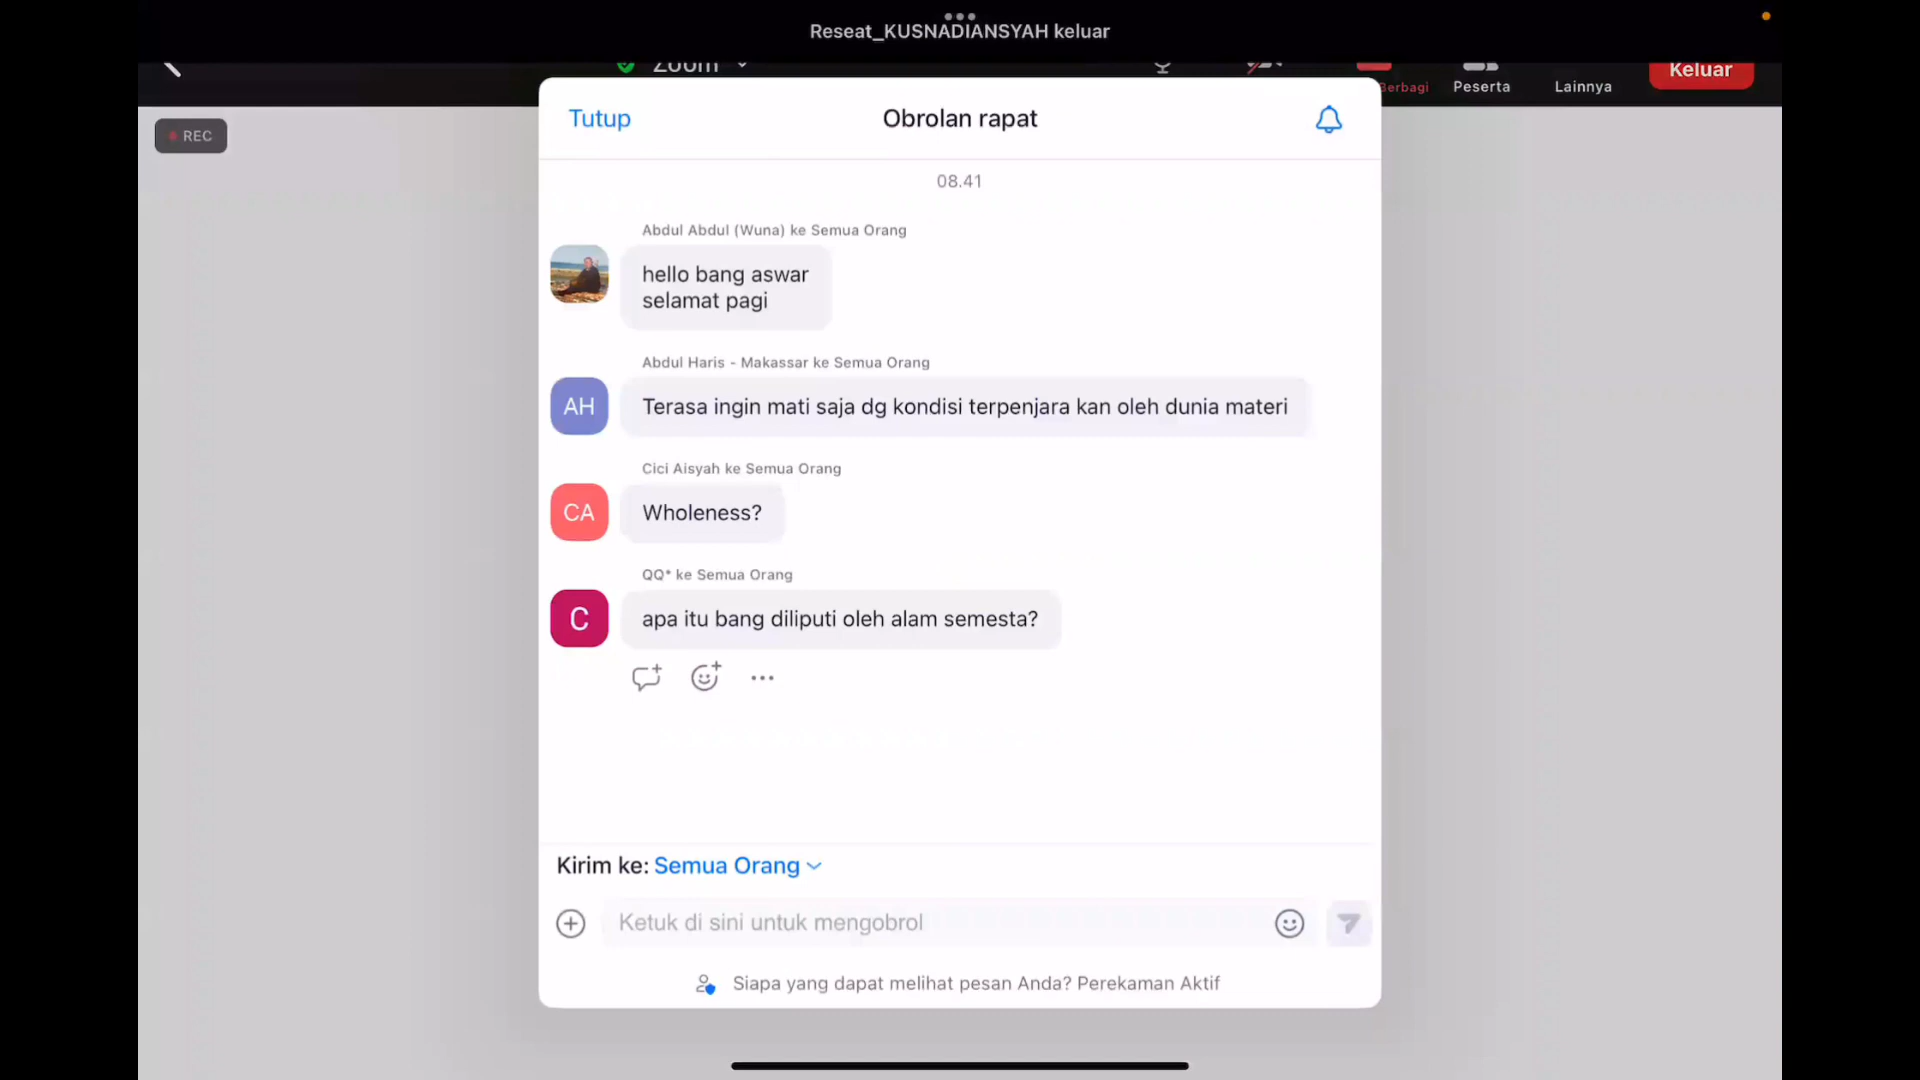 Reseat_KUSNADIANSYAH keluar
Zoom
Berbagi
Peserta
Lainnya
Keluar
REC
Tutup
Obrolan rapat
08.41
Abdul Abdul (Wuna) ke Semua Orang
hello bang aswar
selamat pagi
Abdul Haris - Makassar ke Semua Orang
AH
Terasa ingin mati saja dg kondisi terpenjara kan oleh dunia materi
Cici Aisyah ke Semua Orang
CA
Wholeness?
QQ* ke Semua Orang
C
apa itu bang diliputi oleh alam semesta?
Kirim ke: Semua Orang
Ketuk di sini untuk mengobrol
Siapa yang dapat melihat pesan Anda? Perekaman Aktif